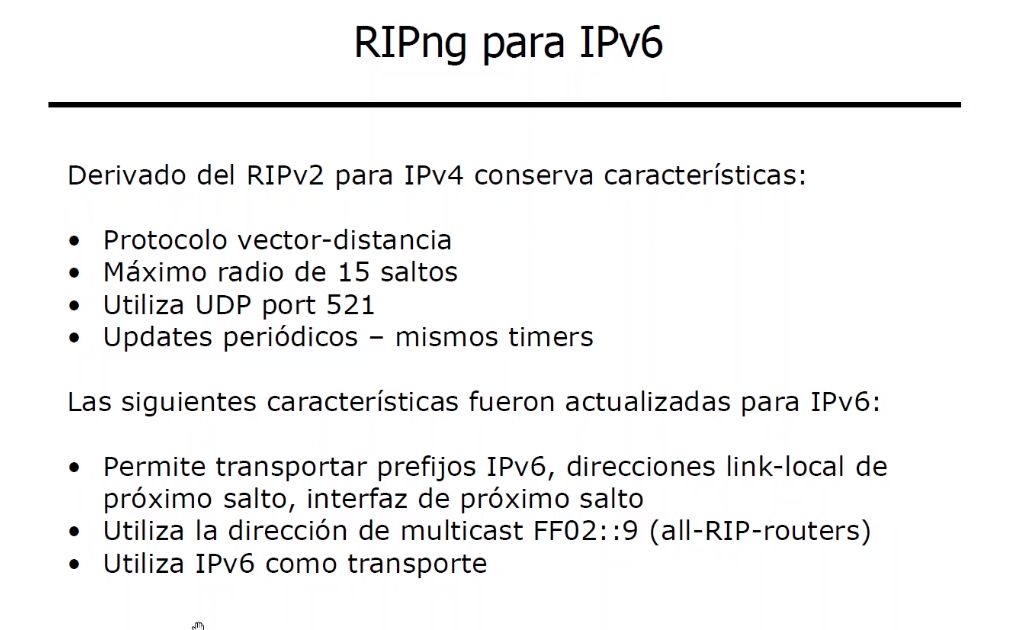 RIPng para IPv6
Derivado del RIPv2 para IPv4 conserva características:
• Protocolo vector-distancia
• Máximo radio de 15 saltos
• Utiliza UDP port 521
• Updates periódicos – mismos timers
Las siguientes características fueron actualizadas para IPv6:
• Permite transportar prefijos IPv6, direcciones link-local de
próximo salto, interfaz de próximo salto
• Utiliza la dirección de multicast FF02::9 (all-RIP-routers)
• Utiliza IPv6 como transporte